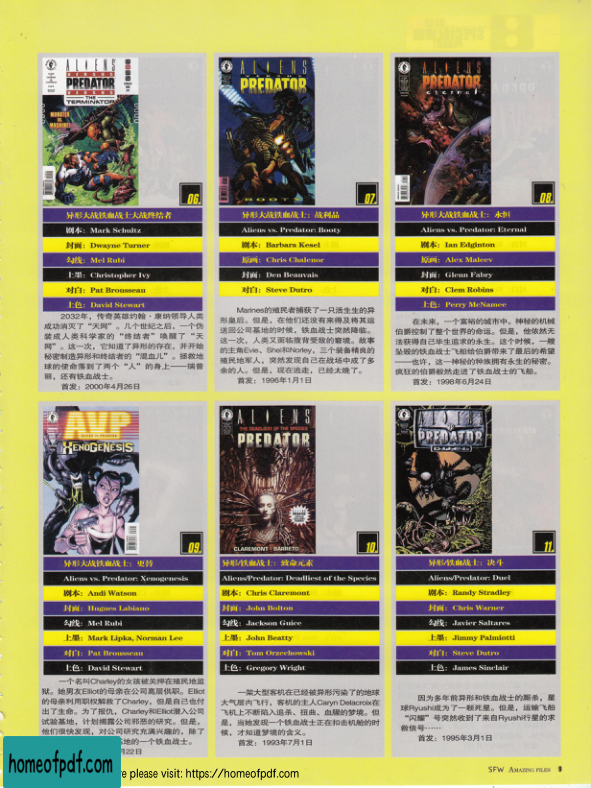 ALIENS
VERSUS
PREDATOR
VERSUS
THE TERMINATOR
MONSTER VS. MACHINE!
06.
异形大战铁血战士大战终结者
剧本: Mark Schultz
封面: Dwayne Turner
勾线: Mel Rubi
上墨: Christopher Ivy
对白: Pat Brousseau
上色: David Stewart
2032年，传奇英雄约翰·康纳领导人类
成功消灭了“天网”。几个世纪之后，一个伪
装成人类科学家的“终结者”唤醒了“天
网”。这一次，它知道了异形的存在，并开始
秘密制造异形和终结者的“混血儿”。拯救地
球的使命落到了两个“人”的身上——瑞普
丽，还有铁血战士。
首发：2000年4月26日
ALIENS
PREDATOR
BOOTY
07.
异形大战铁血战士：战利品
Aliens vs. Predator: Booty
剧本: Barbara Kesel
原画: Chris Chalenor
封面: Den Beauvais
对白: Steve Dutro
Marines的殖民者捕获了一只活生生的异
形皇后。但是，在他们还没有来得及将其运
送回公司基地的时候，铁血战士突然降临。
这一次，人类又面临腹背受敌的窘境。故事
的主角Evie、Shei和Norley，三个装备精良的
殖民地军人，突然发现自己在战场中成了多
余的人。但是，现在逃走，已经太晚了。
首发：1996年1月1日
ALIENS
PREDATOR
eternal
08.
异形大战铁血战士：永恒
Aliens vs. Predator: Eternal
剧本: Ian Edginton
原画: Alex Maleev
封面: Glenn Fabry
对白: Clem Robins
上色: Perry McNamee
在未来，一个富裕的城市中，神秘的机械
伯爵控制了整个世界的命运。但是，他依然无
法获得自己毕生追求的永生。这个时候，一艘
坠毁的铁血战士飞船给伯爵带来了最后的希望
——也许，这一神秘的种族拥有永生的秘密。
疯狂的伯爵毅然走进了铁血战士的飞船。
首发：1998年6月24日
AVP
ALIENS VS PREDATOR
XENOGENESIS
09.
异形大战铁血战士：更替
Aliens vs. Predator: Xenogenesis
剧本: Andi Watson
封面: Hugues Labiano
勾线: Mel Rubi
上墨: Mark Lipka, Norman Lee
对白: Pat Brousseau
上色: David Stewart
一个名叫Charley的女孩被关押在殖民地监
狱。她男友Elliot的母亲在公司高层供职。Elliot
的母亲利用职权解救了Charley，但是自己也付
出了生命。为了报仇，Charley和Elliot潜入公司
试验基地，计划揭露公司邪恶的研究。但是，
他们很快发现，对公司研究充满兴趣的，除了
地的一个铁血战士。
22日
ALIENS
THE DEADLIEST OF THE SPECIES
PREDATOR
CLAREMONT · BARRETO
10.
异形/铁血战士：致命元素
Aliens/Predator: Deadliest of the Species
剧本: Chris Claremont
封面: John Bolton
勾线: Jackson Guice
上墨: John Beatty
对白: Tom Orzechowski
上色: Gregory Wright
一架大型客机在已经被异形污染了的地球
大气层内飞行，客机的主人Caryn Delacroix在
飞机上不断陷入追杀、扭曲、血腥的梦境。但
是，当她发现一个铁血战士正在扣击机舱的时
候，才知道梦境的含义。
首发：1993年7月1日
ALIENS
PREDATOR
DUEL
11.
异形/铁血战士：决斗
Aliens/Predator: Duel
剧本: Randy Stradley
封面: Chris Warner
勾线: Javier Saltares
上墨: Jimmy Palmiotti
对白: Steve Dutro
上色: James Sinclair
因为多年前异形和铁血战士的厮杀，星
球Ryushi成为了一颗死星。但是，运输飞船
“闪耀”号突然收到了来自Ryushi行星的求
救信号……
首发：1995年3月1日
homeofpdf.com
re please visit: https://homeofpdf.com
SFW AMAZING FILES 9